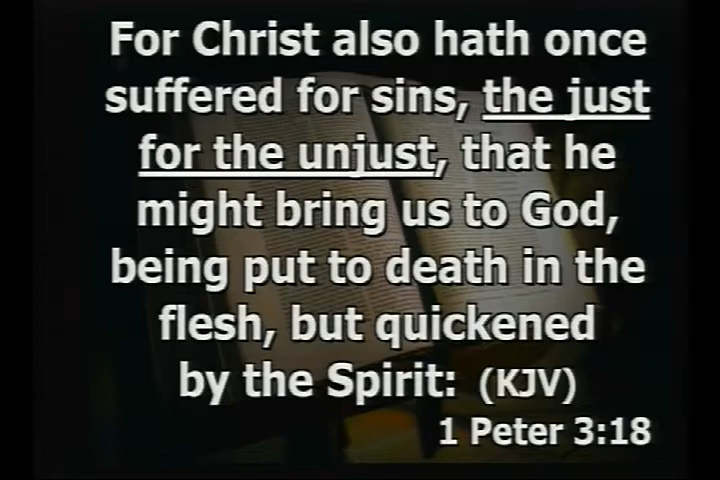 For Christ also hath once
suffered for sins, the just
for the unjust, that he
might bring us to God,
being put to death in the
flesh, but quickened
by the Spirit: (KJV)
1 Peter 3:18